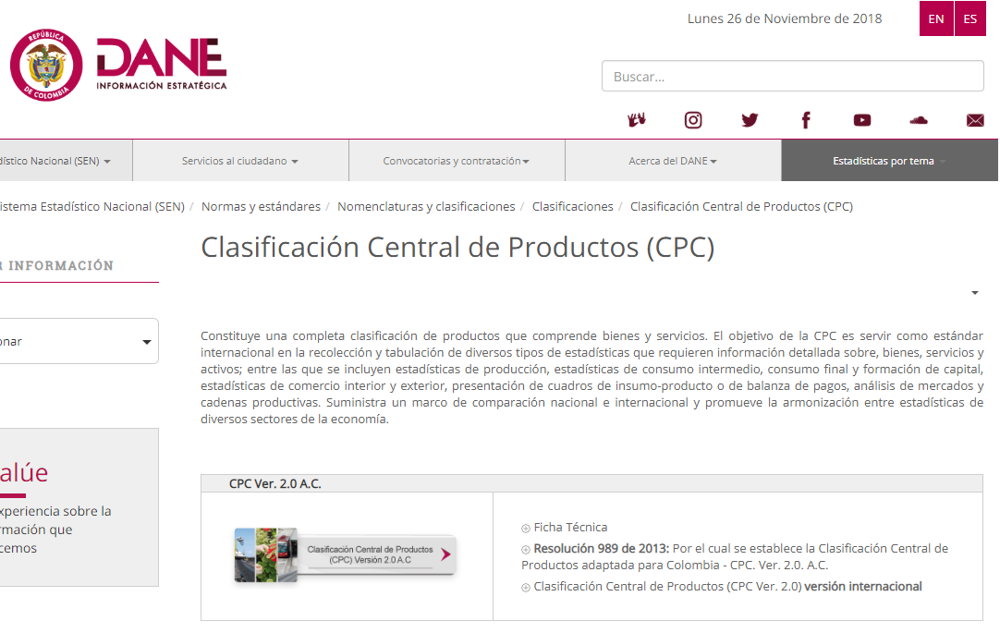 Lunes 26 de Noviembre de 2018
EN ES
REPÚBLICA DE COLOMBIA
DANE
INFORMACIÓN ESTRATÉGICA
Buscar...
dístico Nacional (SEN) Servicios al ciudadano Convocatorias y contratación Acerca del DANE Estadísticas por tema
istema Estadístico Nacional (SEN) / Normas y estándares / Nomenclaturas y clasificaciones / Clasificaciones / Clasificación Central de Productos (CPC)
Clasificación Central de Productos (CPC)
R INFORMACIÓN
onar
Constituye una completa clasificación de productos que comprende bienes y servicios. El objetivo de la CPC es servir como estándar
internacional en la recolección y tabulación de diversos tipos de estadísticas que requieren información detallada sobre, bienes, servicios y
activos; entre las que se incluyen estadísticas de producción, estadísticas de consumo intermedio, consumo final y formación de capital,
estadísticas de comercio interior y exterior, presentación de cuadros de insumo-producto o de balanza de pagos, análisis de mercados y
cadenas productivas. Suministra un marco de comparación nacional e internacional y promueve la armonización entre estadísticas de
diversos sectores de la economía.
alúe
xperiencia sobre la
rmación que
cemos
CPC Ver. 2.0 A.C.
Clasificación Central de Productos
(CPC) Versión 2.0 A.C
Ficha Técnica
Resolución 989 de 2013: Por el cual se establece la Clasificación Central de
Productos adaptada para Colombia - CPC. Ver. 2.0. A.C.
Clasificación Central de Productos (CPC Ver. 2.0) versión internacional